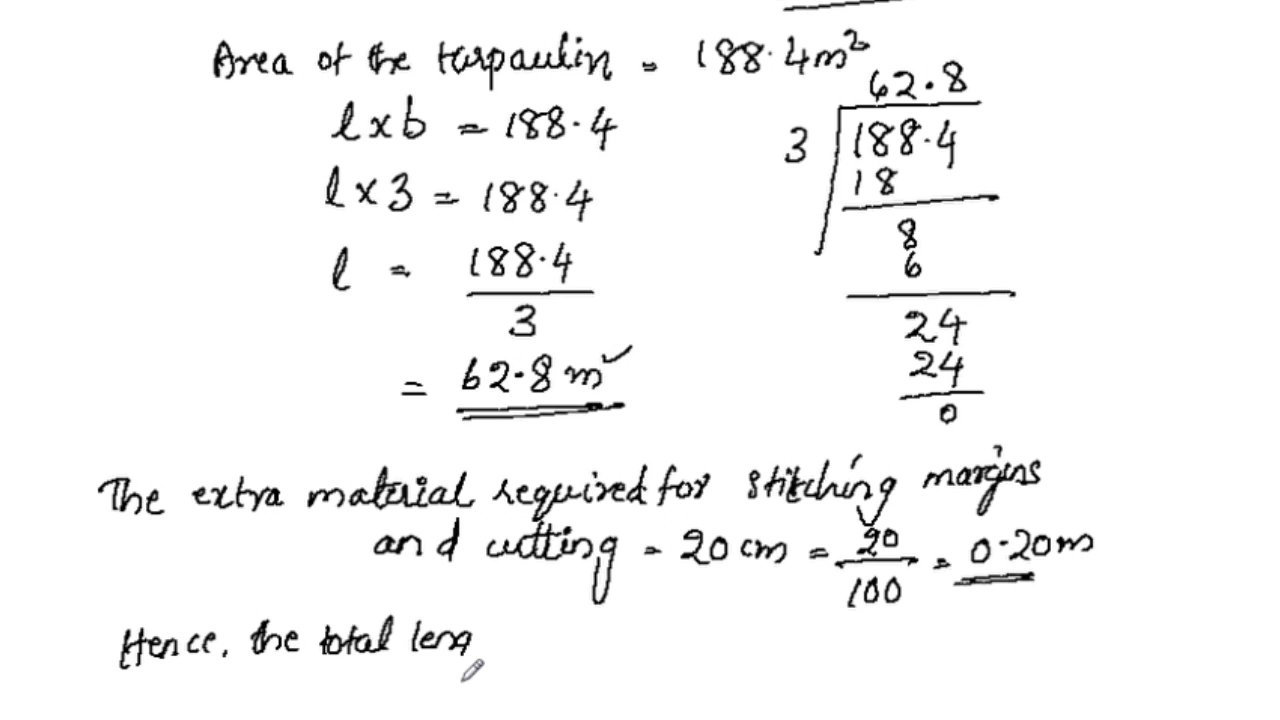 Area of the tarpaulin = 188.4m²
l x b = 188.4
l x 3 = 188.4
l = 188.4
3
= 62.8 m
62.8
3 188.4
18
8
6
24
24
0
The extra material required for stitching margins
and cutting = 20 cm = 20/100 = 0.20m
Hence, the total leng